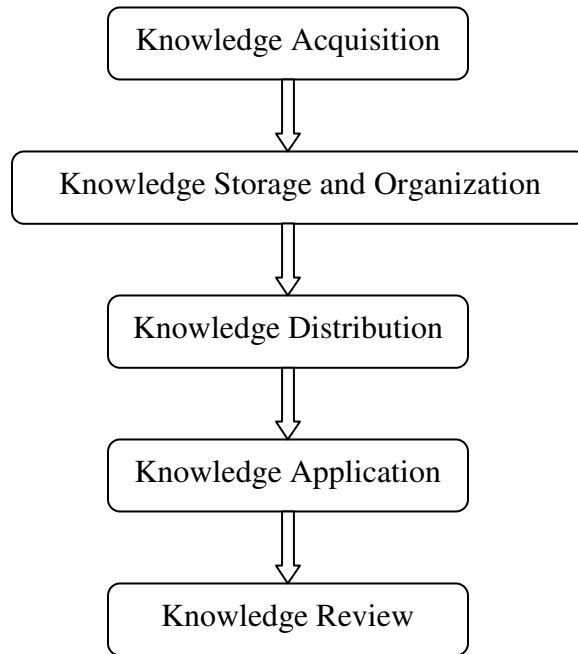 Knowledge Acquisition
Knowledge Storage and Organization
Knowledge Distribution
Knowledge Application
Knowledge Review